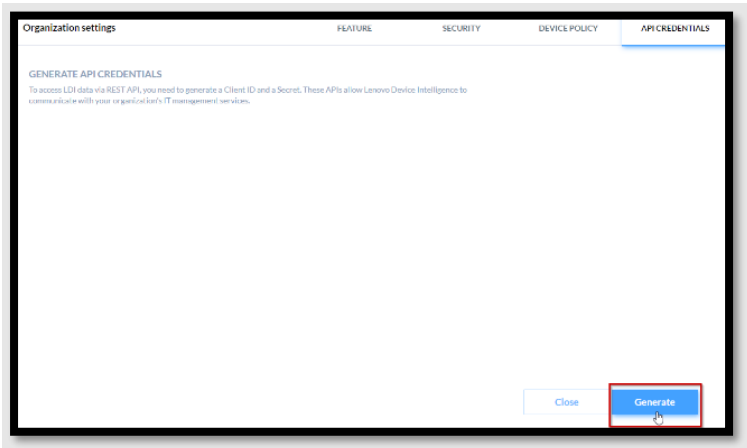 Organization settings FEATURE SECURITY DEVICE POLICY API CREDENTIALS
GENERATE API CREDENTIALS
To access LDI data via REST API, you need to generate a Client ID and a Secret. These APIs allow Lenovo Device Intelligence to
communicate with your organization's IT management services.
Close Generate